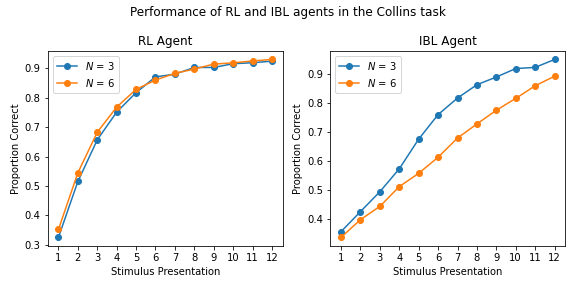 Performance of RL and IBL agents in the Collins task
RL Agent
N = 3
N = 6
Proportion Correct
0.9
0.8
0.7
0.6
0.5
0.4
0.3
1 2 3 4 5 6 7 8 9 10 11 12
Stimulus Presentation
IBL Agent
N = 3
N = 6
Proportion Correct
0.9
0.8
0.7
0.6
0.5
0.4
1 2 3 4 5 6 7 8 9 10 11 12
Stimulus Presentation